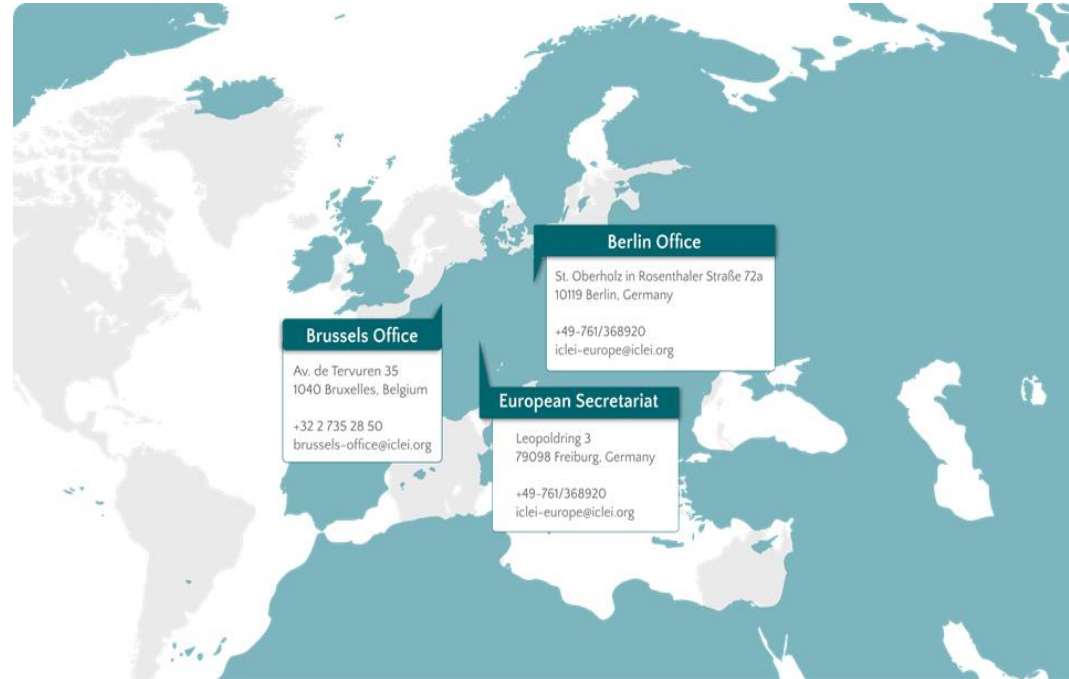 Berlin Office
St. Oberholz in Rosenthaler Straße 72a
10119 Berlin, Germany
+49-761/368920
iclei-europe@iclei.org
Brussels Office
Av. de Tervuren 35
1040 Bruxelles, Belgium
+32 2 735 28 50
brussels-office@iclei.org
European Secretariat
Leopoldring 3
79098 Freiburg, Germany
+49-761/368920
iclei-europe@iclei.org